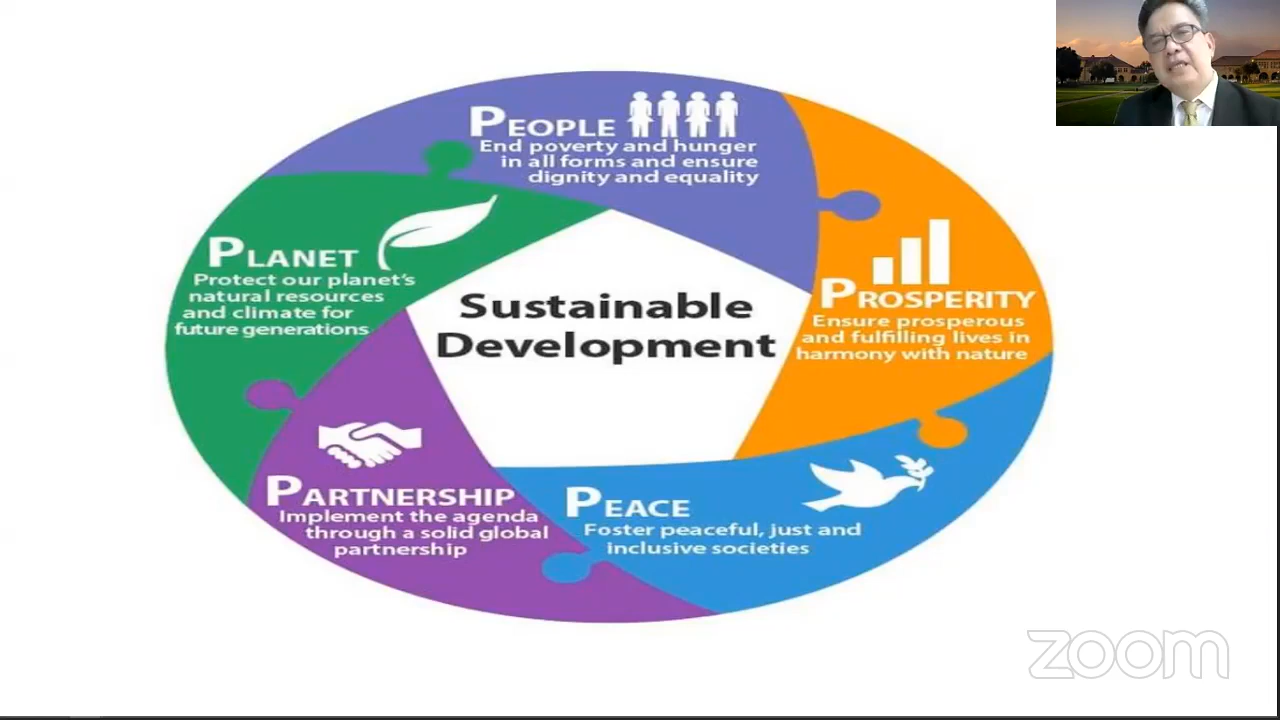 PEOPLE
End poverty and hunger
in all forms and ensure
dignity and equality
PROSPERITY
Ensure prosperous
and fulfilling lives in
harmony with nature
PEACE
Foster peaceful, just and
inclusive societies
PARTNERSHIP
Implement the agenda
through a solid global
partnership
PLANET
Protect our planet's
natural resources
and climate for
future generations
Sustainable
Development
zoom